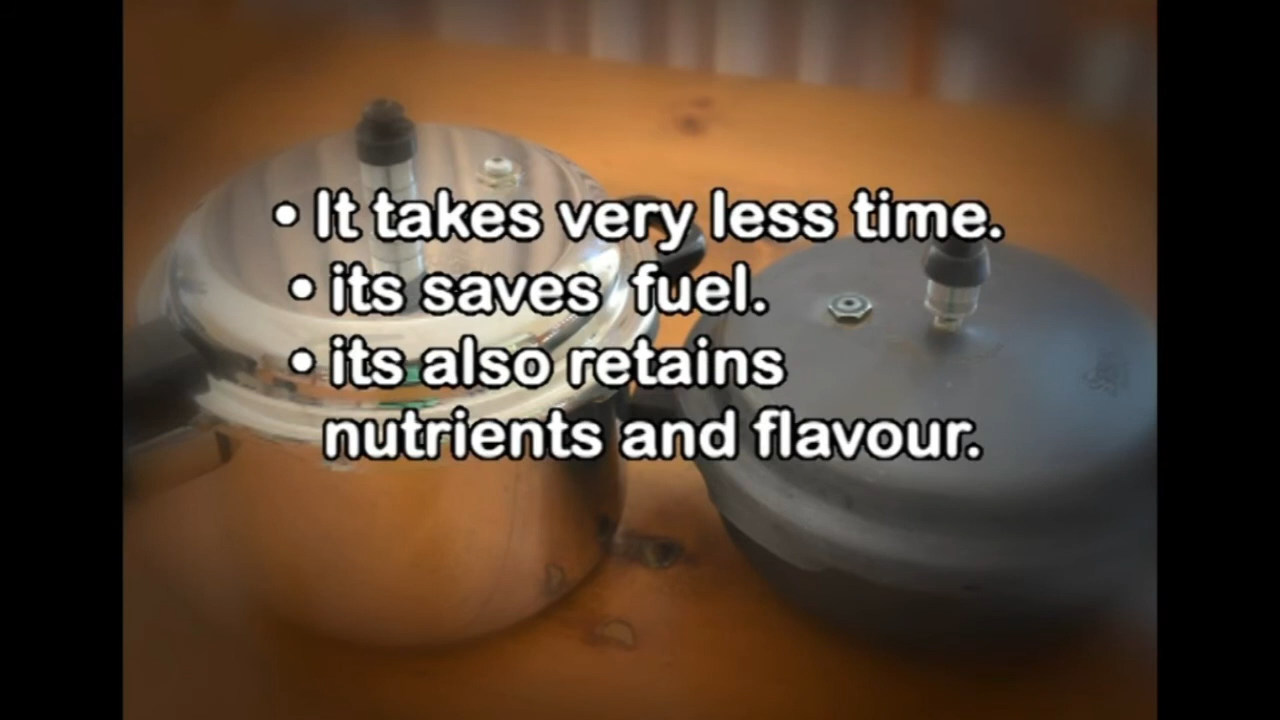 • It takes very less time.
• its saves fuel.
• its also retains
nutrients and flavour.